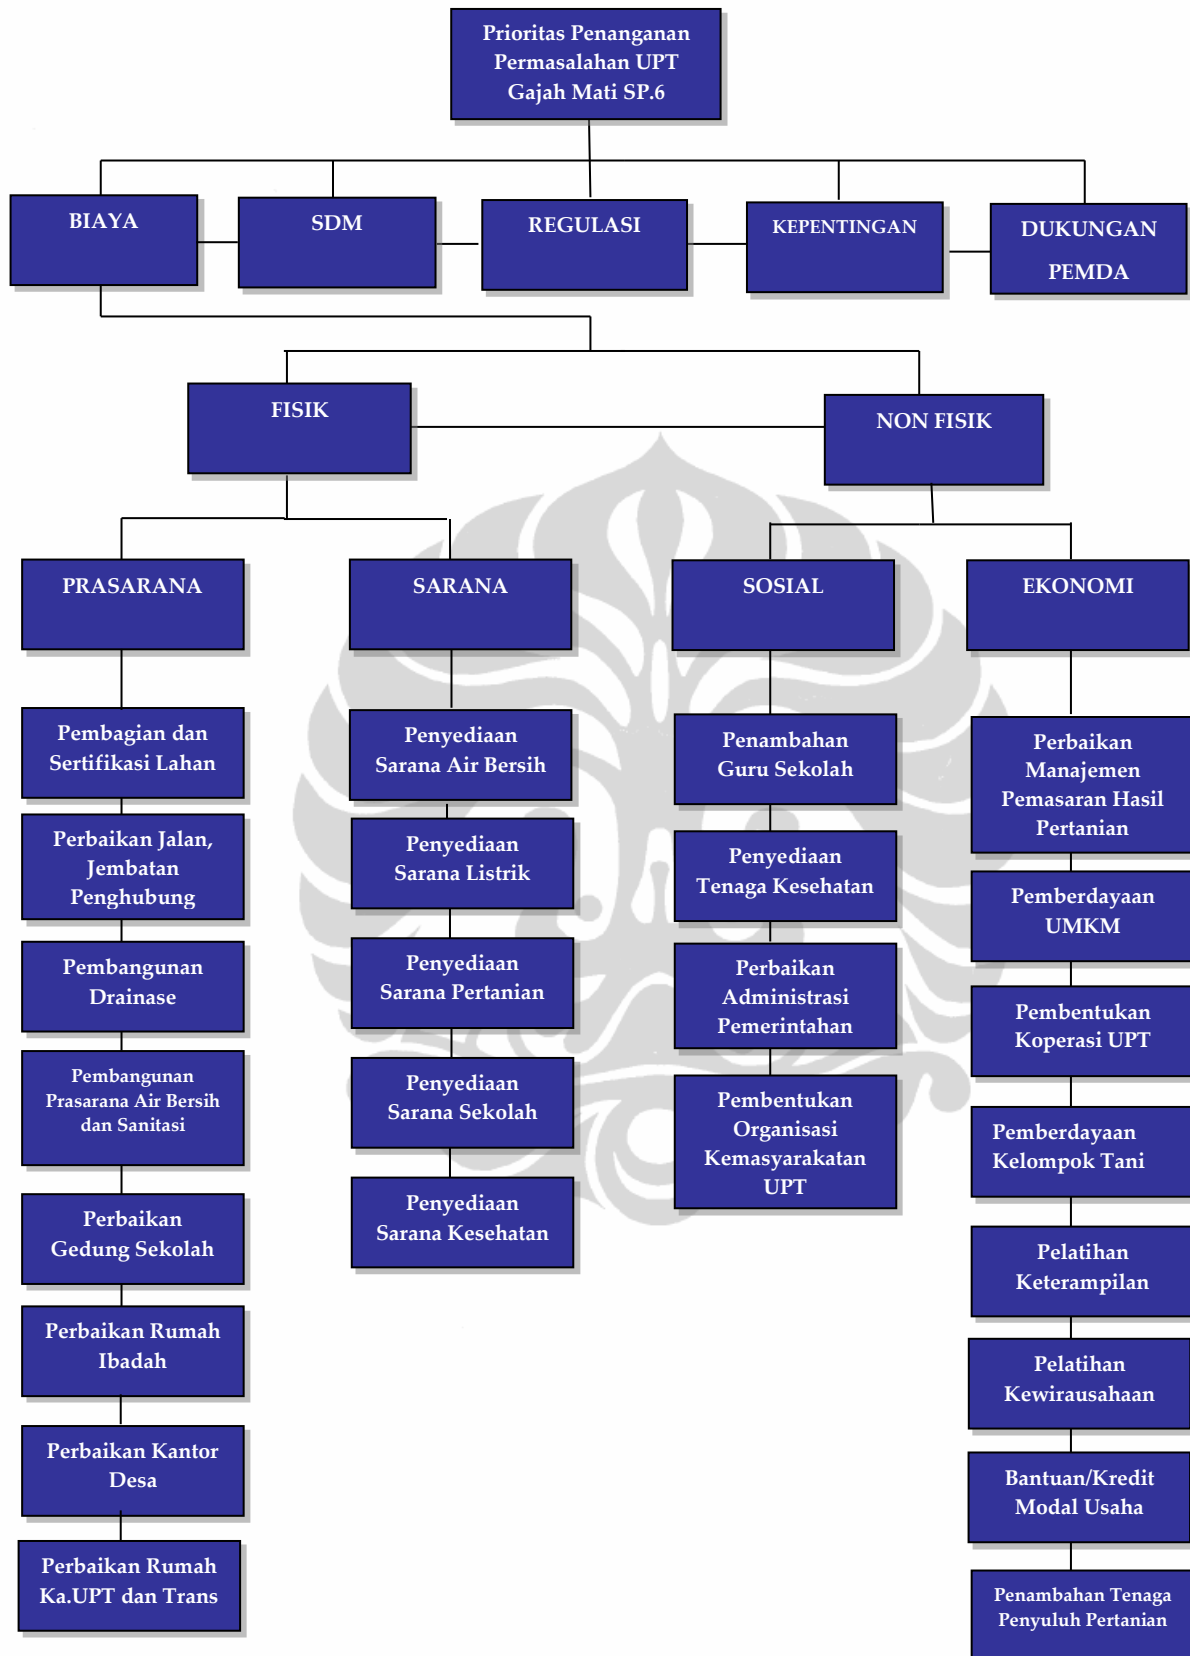 Prioritas Penanganan
Permasalahan UPT
Gajah Mati SP.6
BIAYA
SDM
REGULASI
KEPENTINGAN
DUKUNGAN
PEMDA
FISIK
NON FISIK
PRASARANA
SARANA
SOSIAL
EKONOMI
Pembagian dan
Sertifikasi Lahan
Perbaikan Jalan,
Jembatan
Penghubung
Pembangunan
Drainase
Pembangunan
Prasarana Air Bersih
dan Sanitasi
Perbaikan
Gedung Sekolah
Perbaikan Rumah
Ibadah
Perbaikan Kantor
Desa
Perbaikan Rumah
Ka.UPT dan Trans
Penyediaan
Sarana Air Bersih
Penyediaan
Sarana Listrik
Penyediaan
Sarana Pertanian
Penyediaan
Sarana Sekolah
Penyediaan
Sarana Kesehatan
Penambahan
Guru Sekolah
Penyediaan
Tenaga Kesehatan
Perbaikan
Administrasi
Pemerintahan
Pembentukan
Organisasi
Kemasyarakatan
UPT
Perbaikan
Manajemen
Pemasaran Hasil
Pertanian
Pemberdayaan
UMKM
Pembentukan
Koperasi UPT
Pemberdayaan
Kelompok Tani
Pelatihan
Keterampilan
Pelatihan
Kewirausahaan
Bantuan/Kredit
Modal Usaha
Penambahan Tenaga
Penyuluh Pertanian